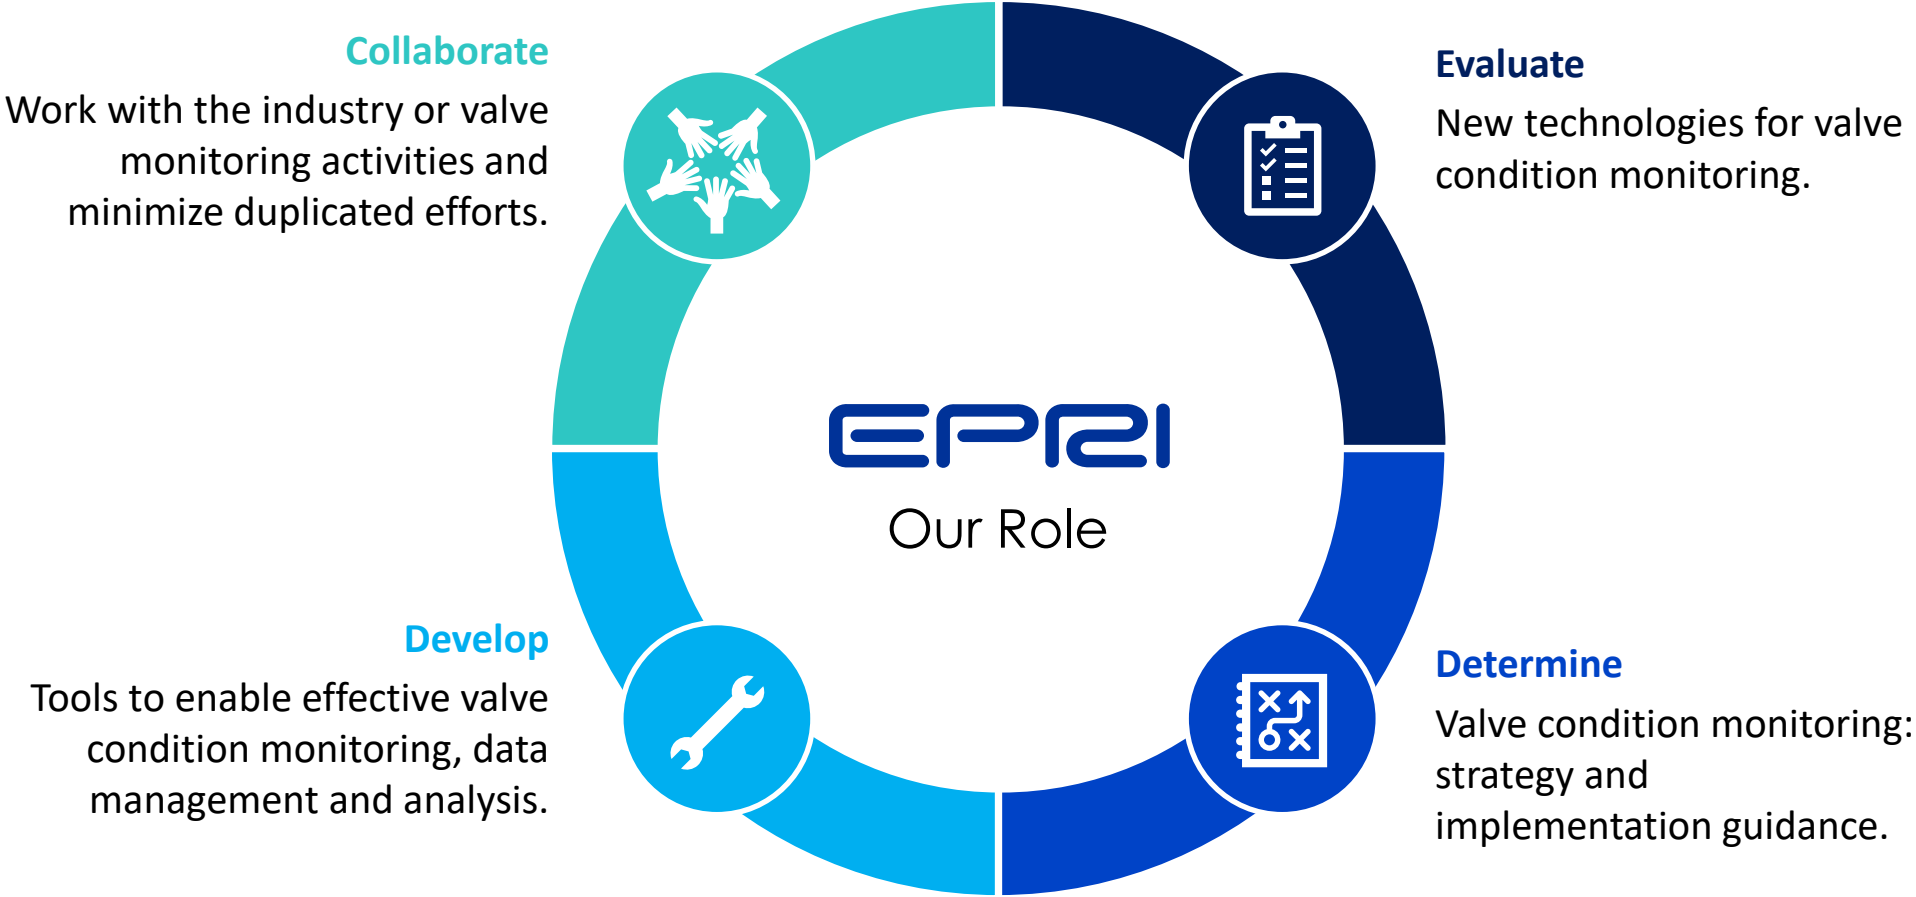 Collaborate
Work with the industry or valve
monitoring activities and
minimize duplicated efforts.
Evaluate
New technologies for valve
condition monitoring.
EPRI
Our Role
Develop
Tools to enable effective valve
condition monitoring, data
management and analysis.
Determine
Valve condition monitoring:
strategy and
implementation guidance.